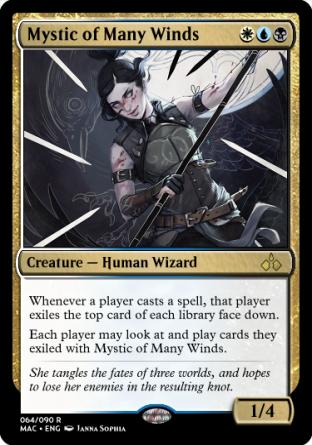 Mystic of Many Winds
Creature — Human Wizard
Whenever a player casts a spell, that player
exiles the top card of each library face down.
Each player may look at and play cards they
exiled with Mystic of Many Winds.
She tangles the fates of three worlds, and hopes
to lose her enemies in the resulting knot.
1/4
064/090 R
MAC • ENG Janna Sophia